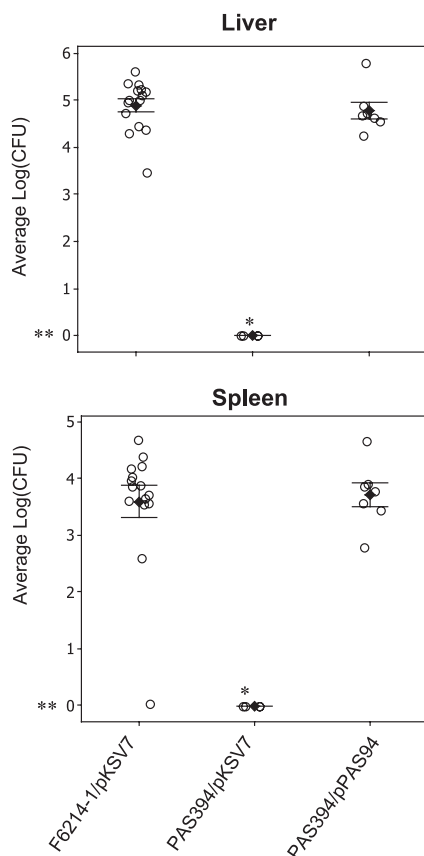 Liver
Average Log(CFU)
6
5
4
3
2
1
** 0
*
Spleen
Average Log(CFU)
5
4
3
2
1
** 0
*
F6214-1/pKSV7
PAS394/pKSV7
PAS394/pPAS94